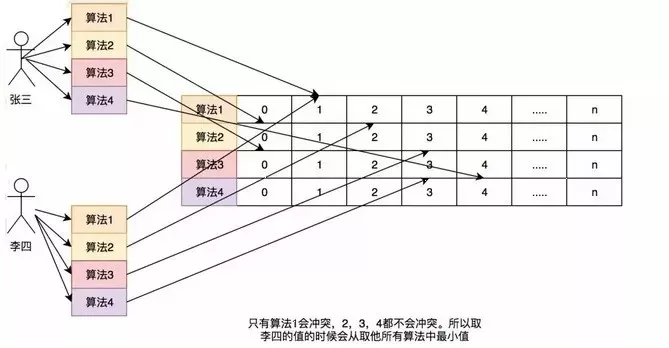 算法1
算法2
算法3
算法4
张三
算法1 0 1 2 3 4 ..... n
算法2 0 1 2 3 4 ..... n
算法3 0 1 2 3 4 ..... n
算法4 0 1 2 3 4 ..... n
算法1
算法2
算法3
算法4
李四
只有算法1会冲突，2，3，4都不会冲突。所以取
李四的值的时候会从取他所有算法中最小值